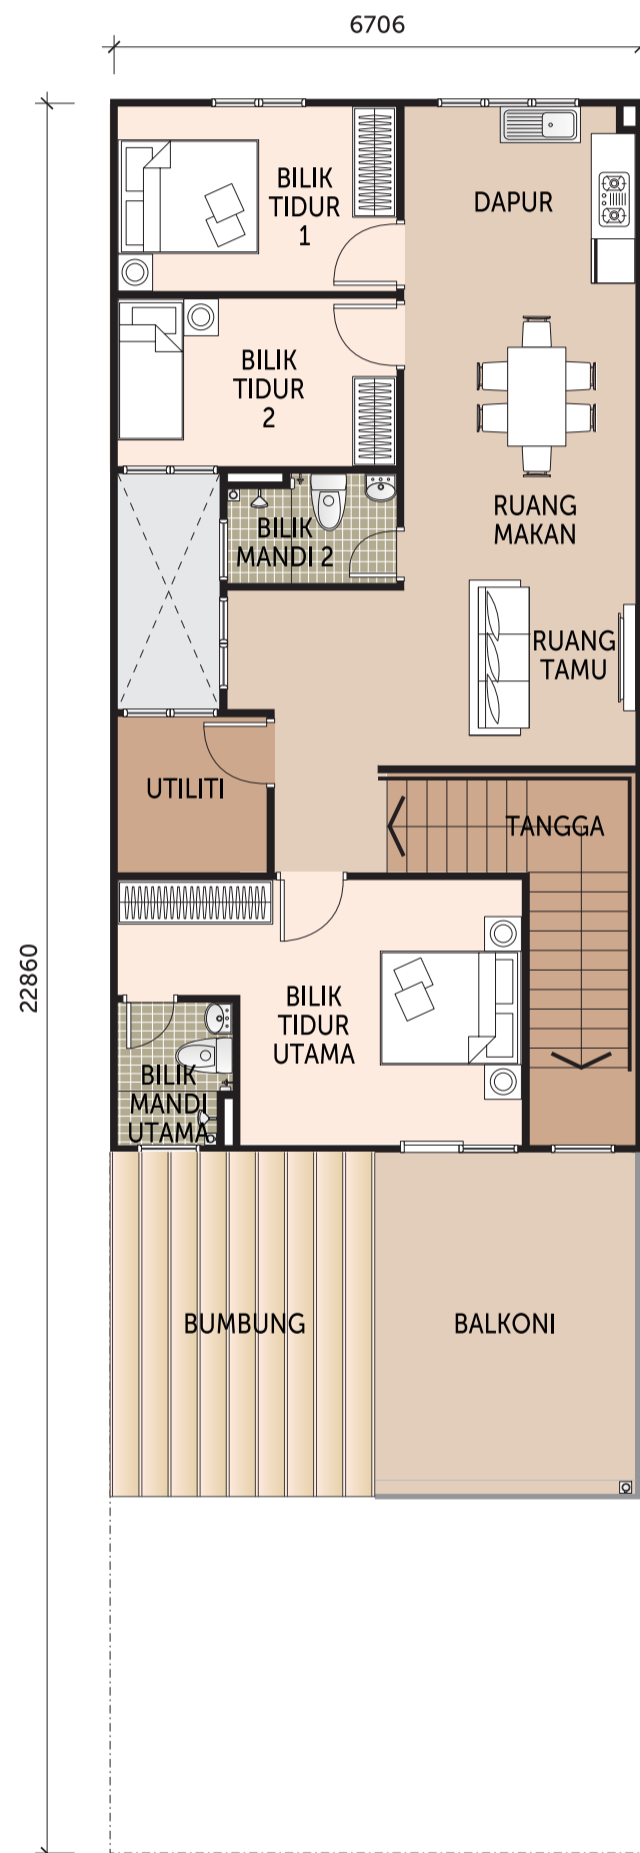 6706
BILIK
TIDUR
1
DAPUR
BILIK
TIDUR
2
RUANG
MAKAN
BILIK
MANDI 2
RUANG
TAMU
UTILITI
TANGGA
22860
BILIK
TIDUR
UTAMA
BILIK
MANDI
UTAMA
BUMBUNG
BALKONI